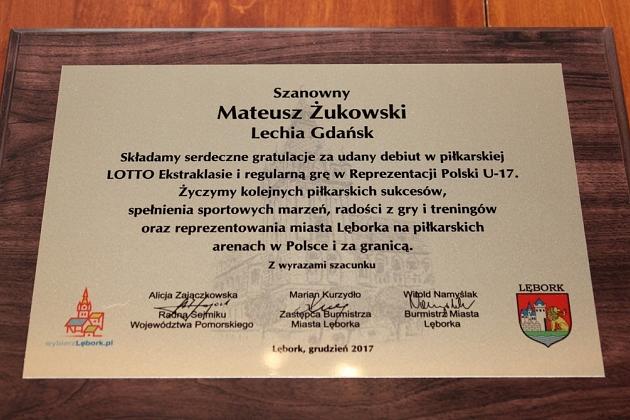 Szanowny
Mateusz Żukowski
Lechia Gdańsk
Składamy serdeczne gratulacje za udany debiut w piłkarskiej
LOTTO Ekstraklasie i regularną grę w Reprezentacji Polski U-17.
Życzymy kolejnych piłkarskich sukcesów,
spełnienia sportowych marzeń, radości z gry i treningów
oraz reprezentowania miasta Lęborka na piłkarskich
arenach w Polsce i za granicą.
Z wyrazami szacunku
Alicja Zajączkowska
Radna Sejmiku
Województwa Pomorskiego
Marian Kurzydło
Zastępca Burmistrza
Miasta Lęborka
Witold Namyślak
Burmistrz Miasta
Lęborka
LĘBORK
wybierzLębork.pl
Lębork, grudzień 2017